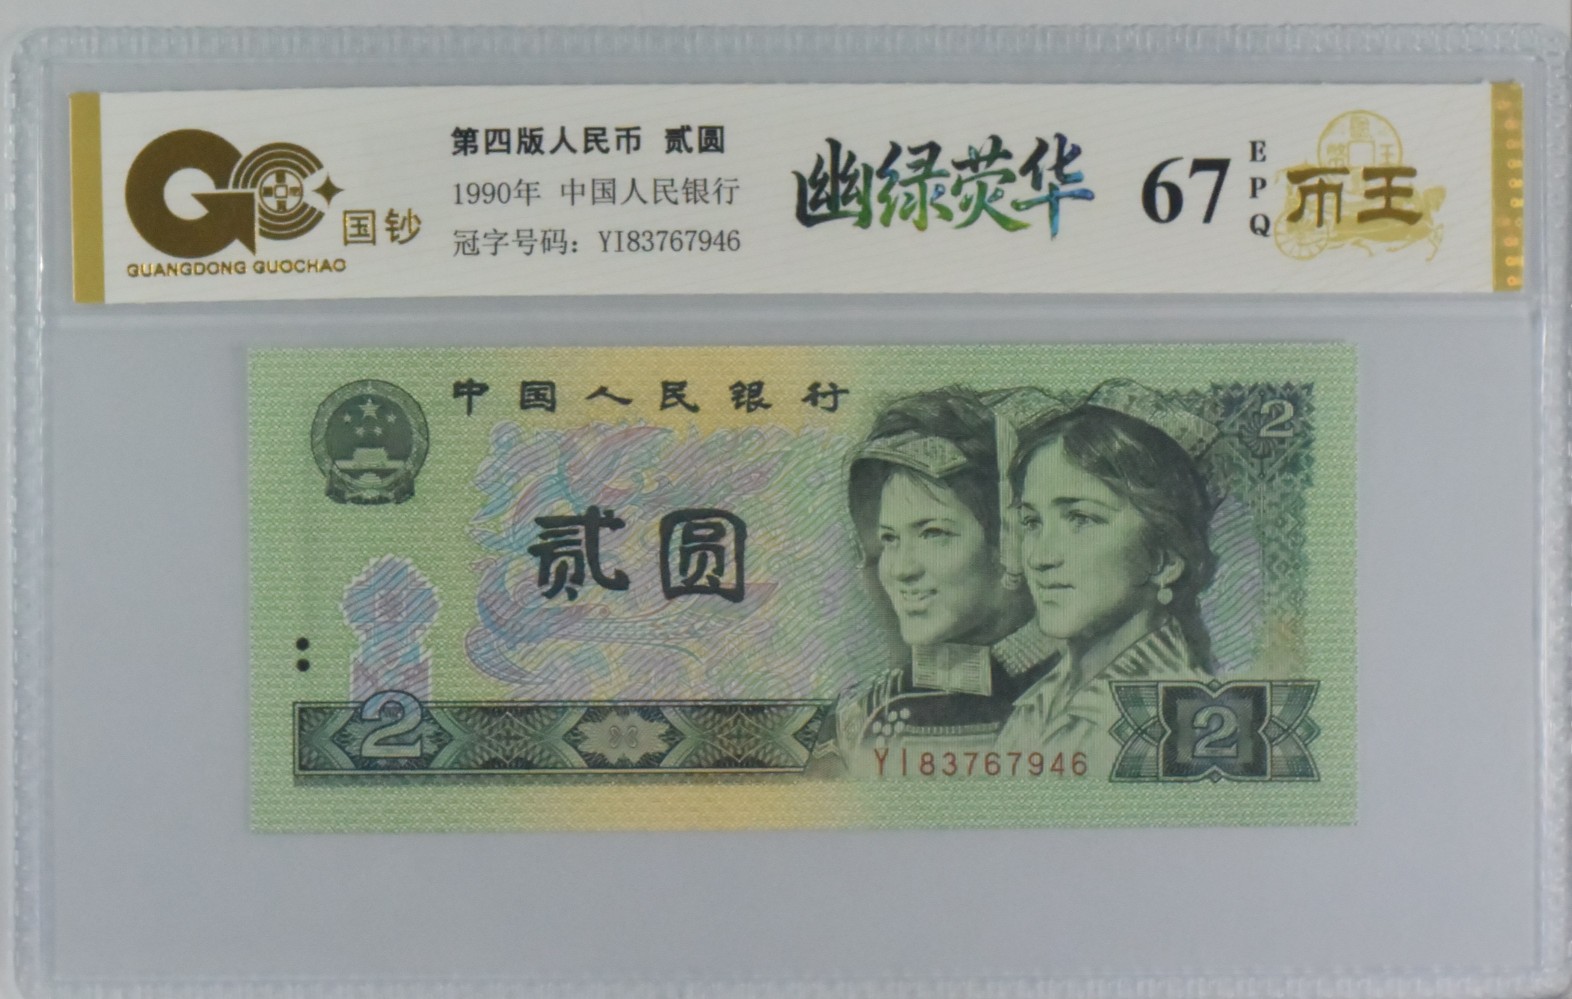 国钞
GUANGDONG GUOCHAO
第四版人民币 贰圆
1990年 中国人民银行
冠字号码：YI83767946
幽绿荧华
67
EPQ
币王
中国人民银行
2
贰圆
2
YI83767946
2